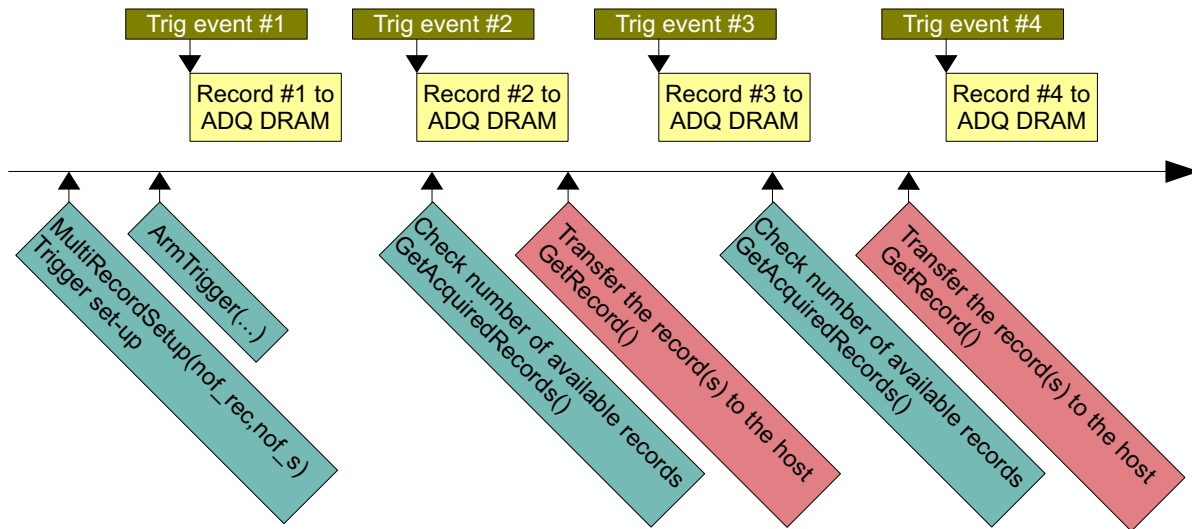 Trig event #1
Trig event #2
Trig event #3
Trig event #4
Record #1 to
ADQ DRAM
Record #2 to
ADQ DRAM
Record #3 to
ADQ DRAM
Record #4 to
ADQ DRAM
MultiRecordSetup(nof_rec,nof_s)
Trigger set-up
ArmTrigger(...)
Check number of available records
GetAcquiredRecords()
Transfer the record(s) to the host
GetRecord()
Check number of available records
GetAcquiredRecords()
Transfer the record(s) to the host
GetRecord()